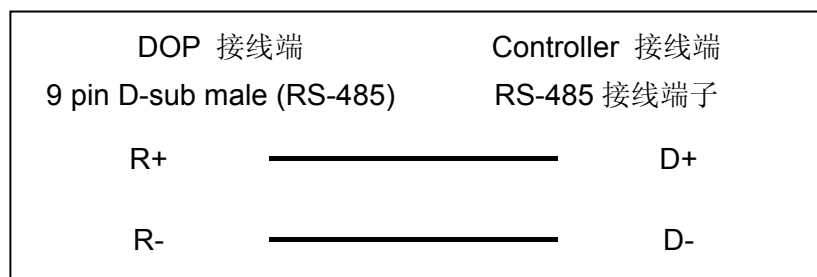 DOP 接线端 Controller 接线端
9 pin D-sub male (RS-485) RS-485 接线端子
R+ D+
R- D-